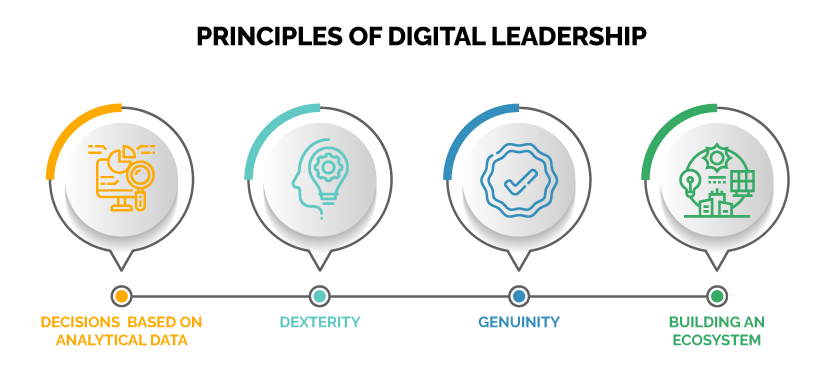 PRINCIPLES OF DIGITAL LEADERSHIP
DECISIONS BASED ON
ANALYTICAL DATA
DEXTERITY
GENUINITY
BUILDING AN
ECOSYSTEM